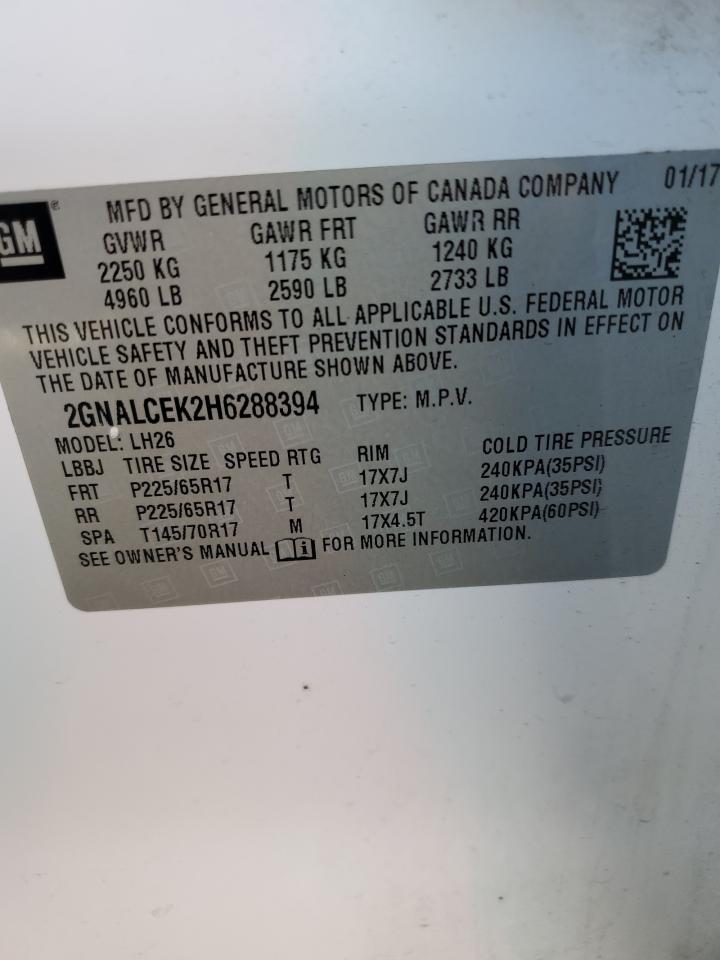 GM ® MFD BY GENERAL MOTORS OF CANADA COMPANY 01/17
GVWR GAWR FRT GAWR RR
2250 KG 1175 KG 1240 KG
4960 LB 2590 LB 2733 LB
THIS VEHICLE CONFORMS TO ALL APPLICABLE U.S. FEDERAL MOTOR
VEHICLE SAFETY AND THEFT PREVENTION STANDARDS IN EFFECT ON
THE DATE OF MANUFACTURE SHOWN ABOVE.
2GNALCEK2H6288394 TYPE: M.P.V.
MODEL: LH26
LBBJ TIRE SIZE SPEED RTG RIM COLD TIRE PRESSURE
FRT P225/65R17 T 17X7J 240KPA(35PSI)
RR P225/65R17 T 17X7J 240KPA(35PSI)
SPA T145/70R17 M 17X4.5T 420KPA(60PSI)
SEE OWNER'S MANUAL FOR MORE INFORMATION.